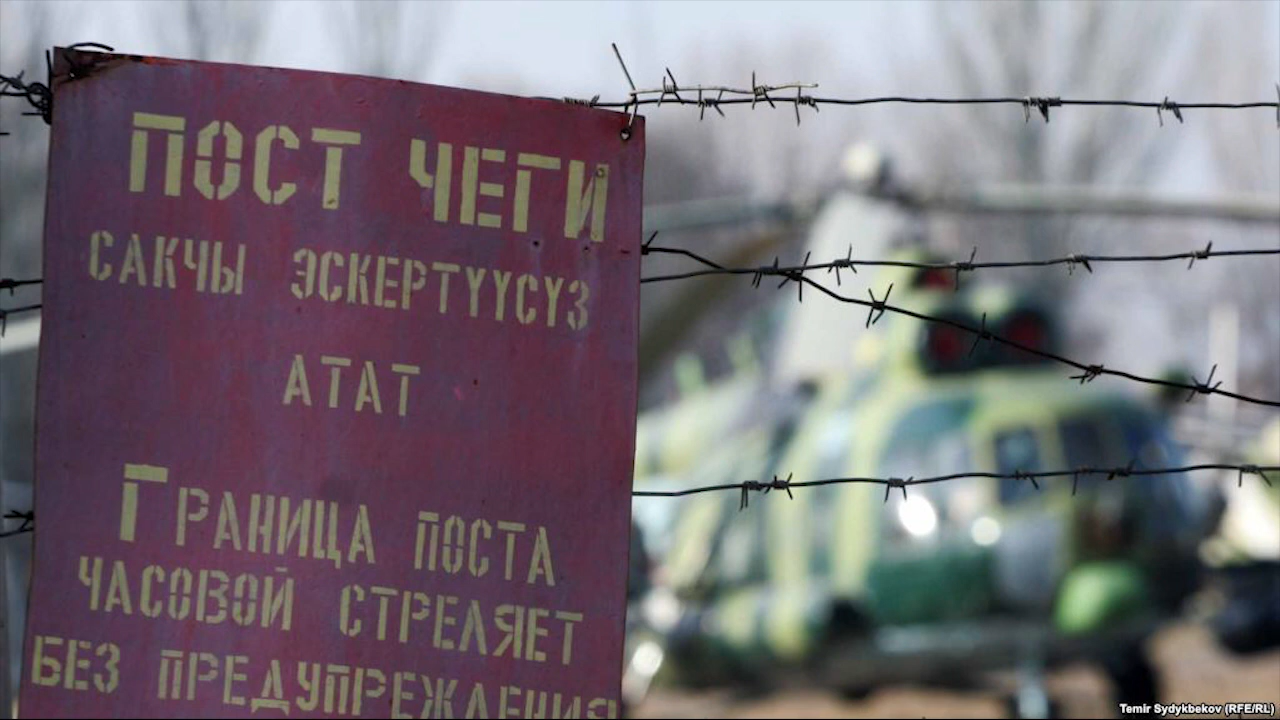 ПОСТ ЧЕГИ
САКЧЫ ЭСКЕРТҮҮСҮЗ
АТАТ
ГРАНИЦА ПОСТА
ЧАСОВОЙ СТРЕЛЯЕТ
БЕЗ ПРЕДУПРЕЖДЕНИЯ
Temir Sydykbekov (RFE/RL)